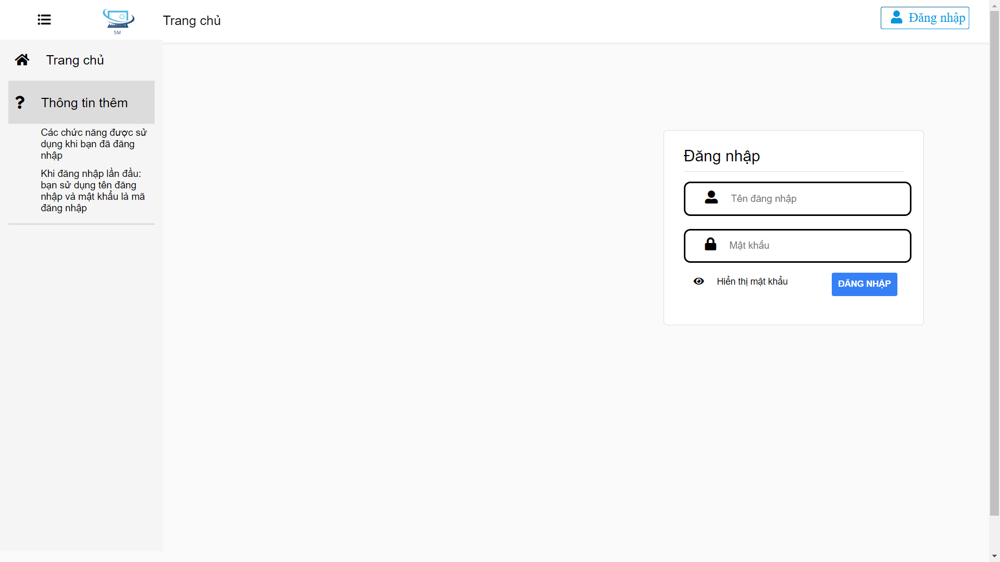 SM
Trang chủ
Đăng nhập
Trang chủ
Thông tin thêm
Các chức năng được sử
dụng khi bạn đã đăng
nhập
Khi đăng nhập lần đầu:
bạn sử dụng tên đăng
nhập và mật khẩu là mã
đăng nhập
Đăng nhập
Tên đăng nhập
Mật khẩu
Hiển thị mật khẩu
ĐĂNG NHẬP